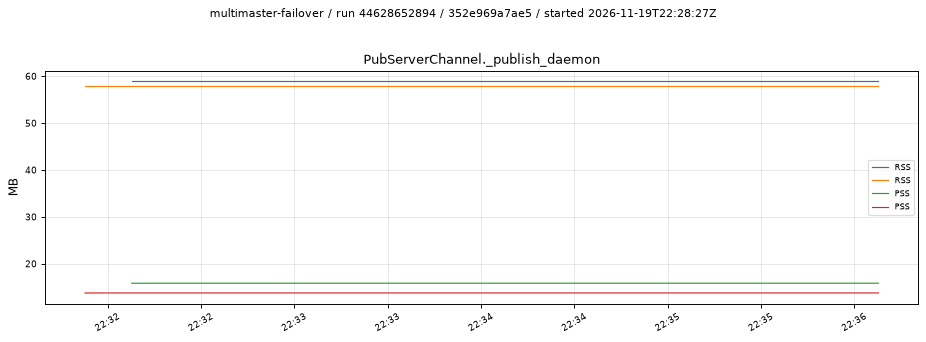 multimaster-failover / run 44628652894 / 352e969a7ae5 / started 2026-11-19T22:28:27Z
PubServerChannel._publish_daemon
60
50
40
30
20
MB
RSS
RSS
PSS
PSS
22:32
22:32
22:33
22:33
22:34
22:34
22:35
22:35
22:36